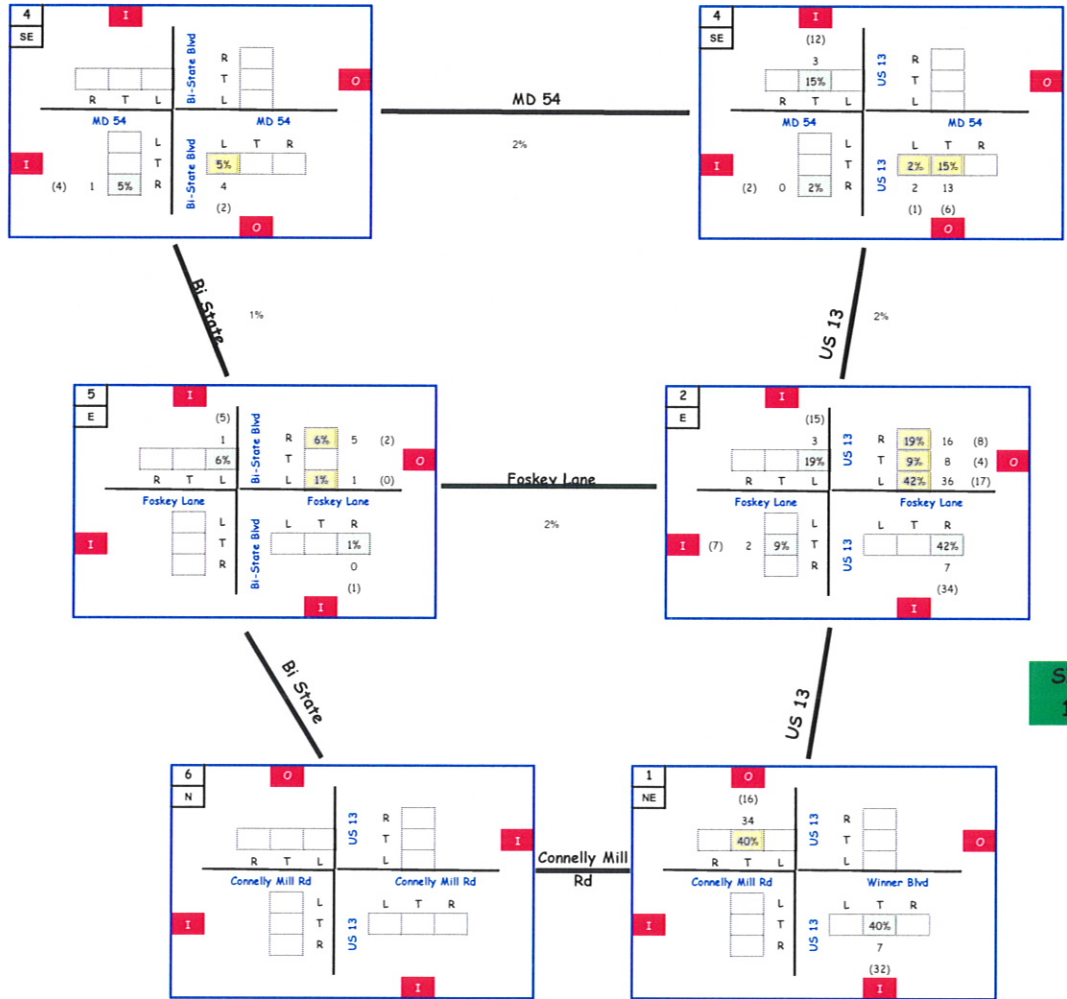 4
SE
I
(12)
3
15%
R T L
Bi-State Blvd
R
T
L
O
MD 54
MD 54
I
L
T
R
(4) 1 5%
Bi-State Blvd
L T R
5%
4
(2)
O
MD 54
2%
4
SE
I
R T L
US 13
R
T
L
O
MD 54
MD 54
I
L
T
R
(2) 0 2%
US 13
L T R
2% 15%
2 13
(1) (6)
O
Bi State
1%
US 13
2%
5
E
I
(5)
1
6%
R T L
Bi-State Blvd
R 6% 5 (2)
T
L 1% 1 (0)
O
Foskey Lane
Foskey Lane
I
L
T
R
Bi-State Blvd
L T R
1%
0
(1)
I
Foskey Lane
2%
2
E
I
(15)
3
19%
R T L
US 13
R 19% 16 (8)
T 9% 8 (4)
L 42% 36 (17)
O
Foskey Lane
Foskey Lane
I
(7) 2 9%
L
T
R
US 13
L T R
42%
7
(34)
I
Bi State
US 13
S
1
6
N
O
R T L
US 13
R
T
L
I
Connelly Mill Rd
Connelly Mill Rd
I
L
T
R
US 13
L T R
I
Connelly Mill
Rd
1
NE
O
(16)
34
40%
R T L
US 13
R
T
L
O
Connelly Mill Rd
Winner Blvd
I
L
T
R
US 13
L T R
40%
7
(32)
I